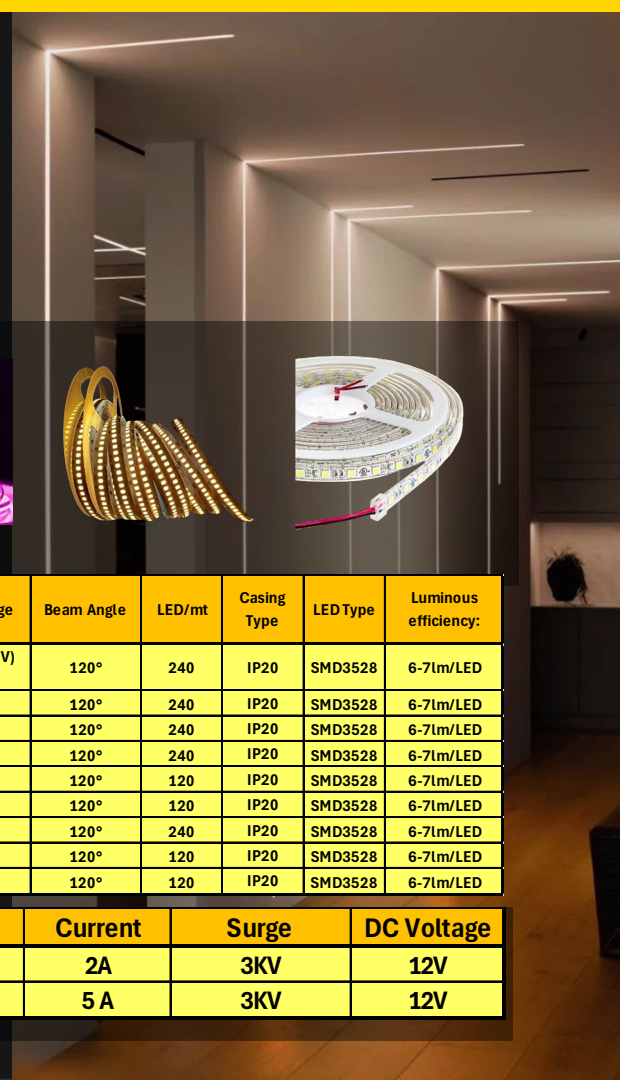 ge Beam Angle LED/mt Casing Type LED Type Luminous efficiency:
V) 120° 240 IP20 SMD3528 6-7lm/LED
120° 240 IP20 SMD3528 6-7lm/LED
120° 240 IP20 SMD3528 6-7lm/LED
120° 240 IP20 SMD3528 6-7lm/LED
120° 120 IP20 SMD3528 6-7lm/LED
120° 120 IP20 SMD3528 6-7lm/LED
120° 240 IP20 SMD3528 6-7lm/LED
120° 120 IP20 SMD3528 6-7lm/LED
120° 120 IP20 SMD3528 6-7lm/LED
Current Surge DC Voltage
2A 3KV 12V
5 A 3KV 12V